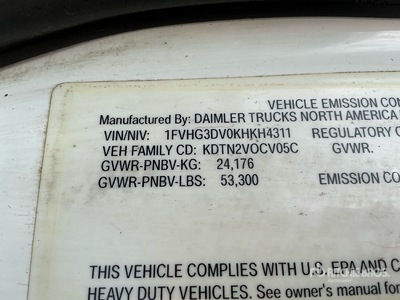 VEHICLE EMISSION CON
Manufactured By: DAIMLER TRUCKS NORTH AMERICA
VIN/NIV: 1FVHG3DV0KHKH4311 REGULATORY C
VEH FAMILY CD: KDTN2VOCV05C GVWR.
GVWR-PNBV-KG: 24,176
GVWR-PNBV-LBS: 53,300 EMISSION CO
THIS VEHICLE COMPLIES WITH U.S. EPA AND C
HEAVY DUTY VEHICLES. See owner's manual for